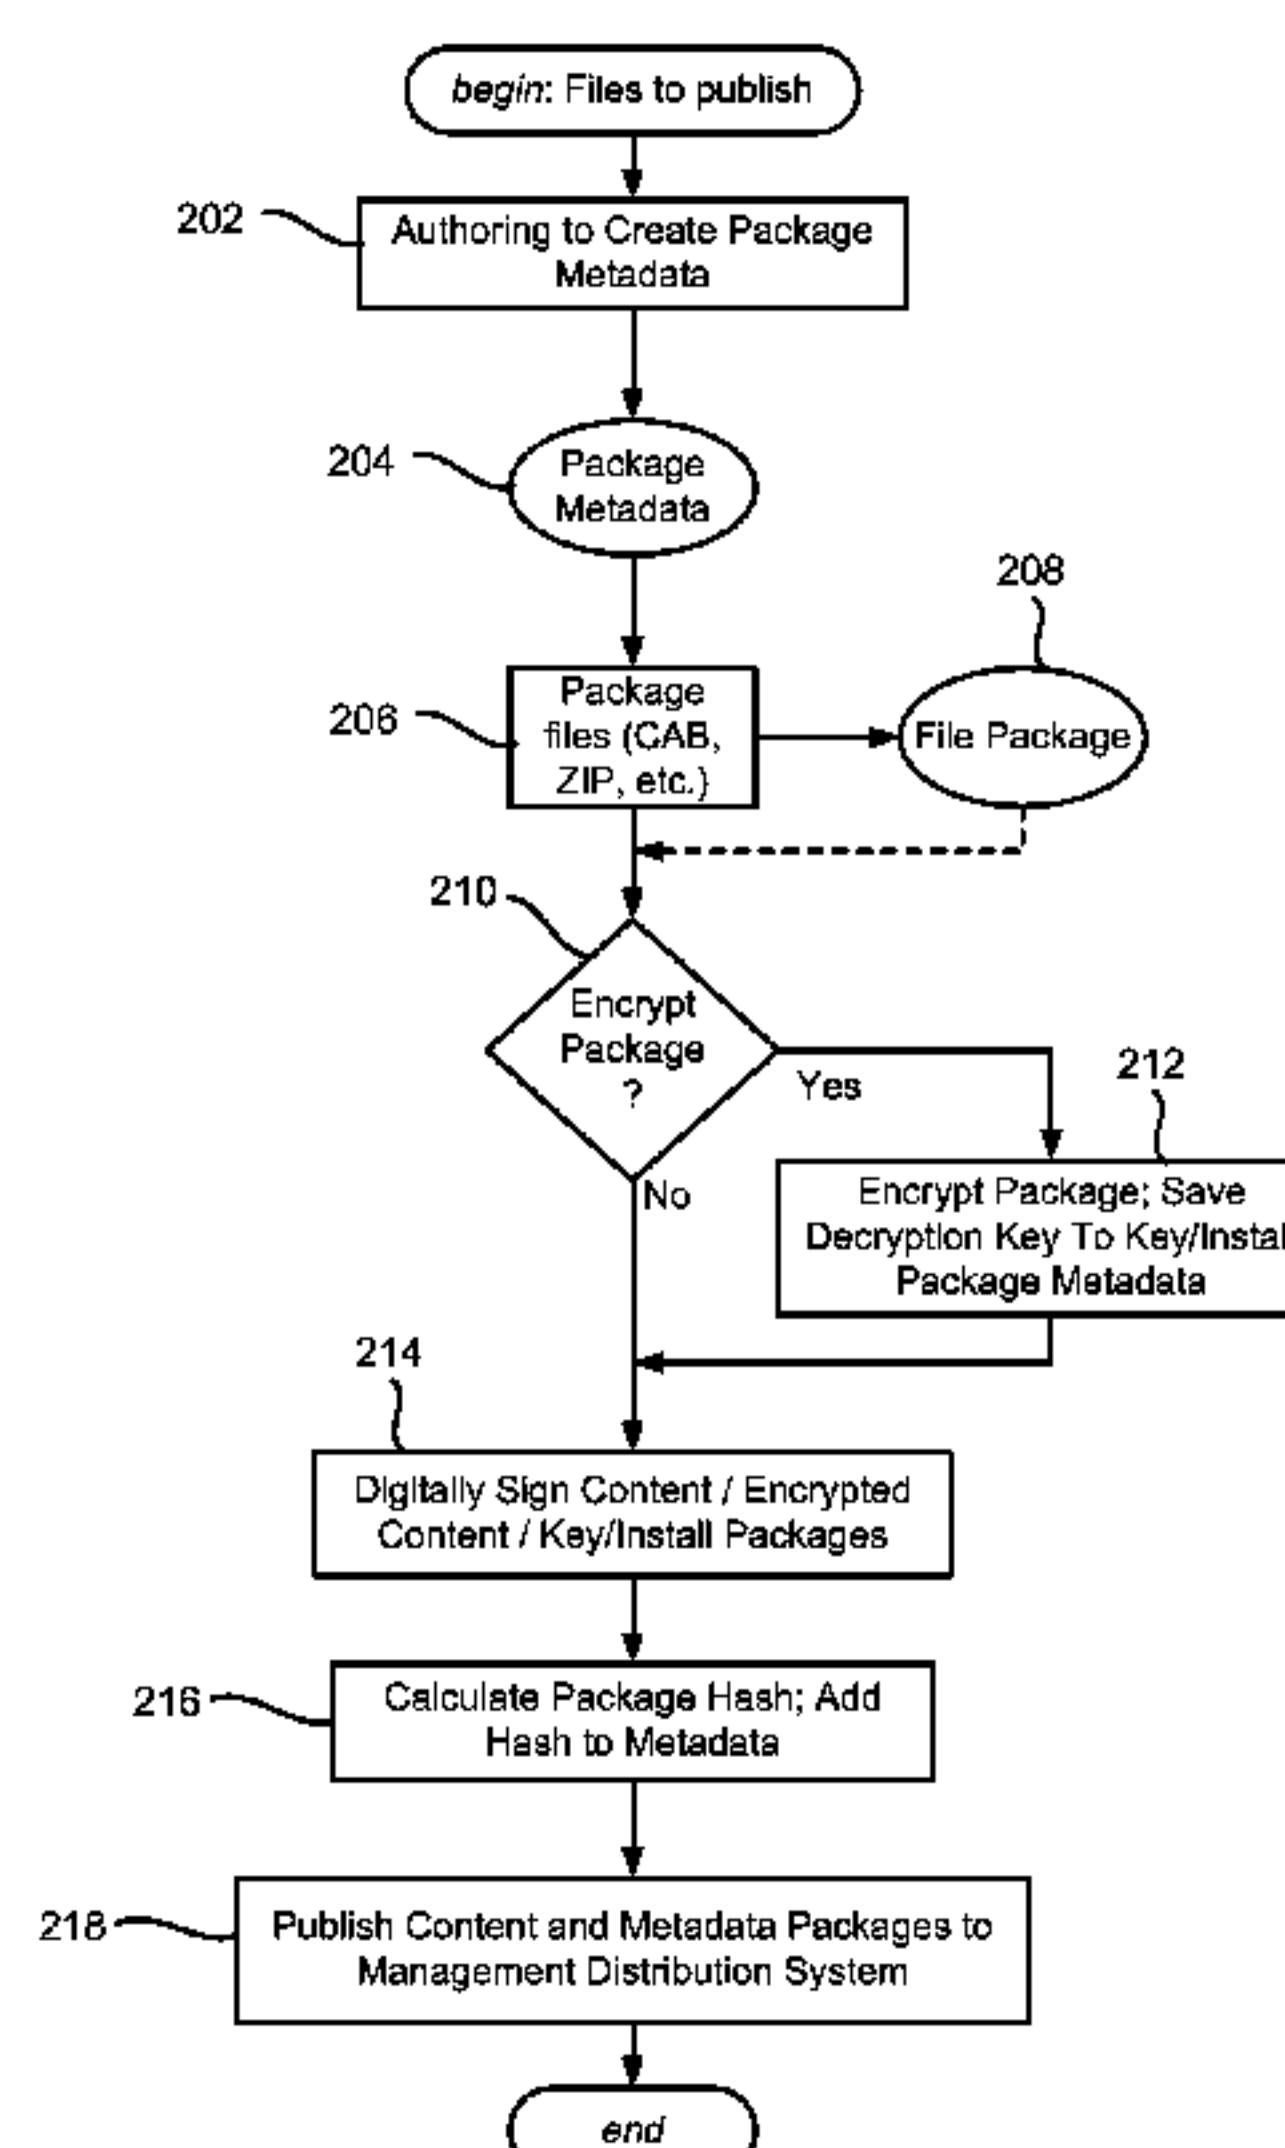 begin: Files to publish
202
Authoring to Create Package
Metadata
204
Package
Metadata
208
206
Package
files (CAB,
ZIP, etc.)
File Package
210
Encrypt
Package
?
Yes
212
No
Encrypt Package; Save
Decryption Key To Key/Instal
Package Metadata
214
Digitally Sign Content / Encrypted
Content / Key/Install Packages
216
Calculate Package Hash; Add
Hash to Metadata
218
Publish Content and Metadata Packages to
Management Distribution System
end